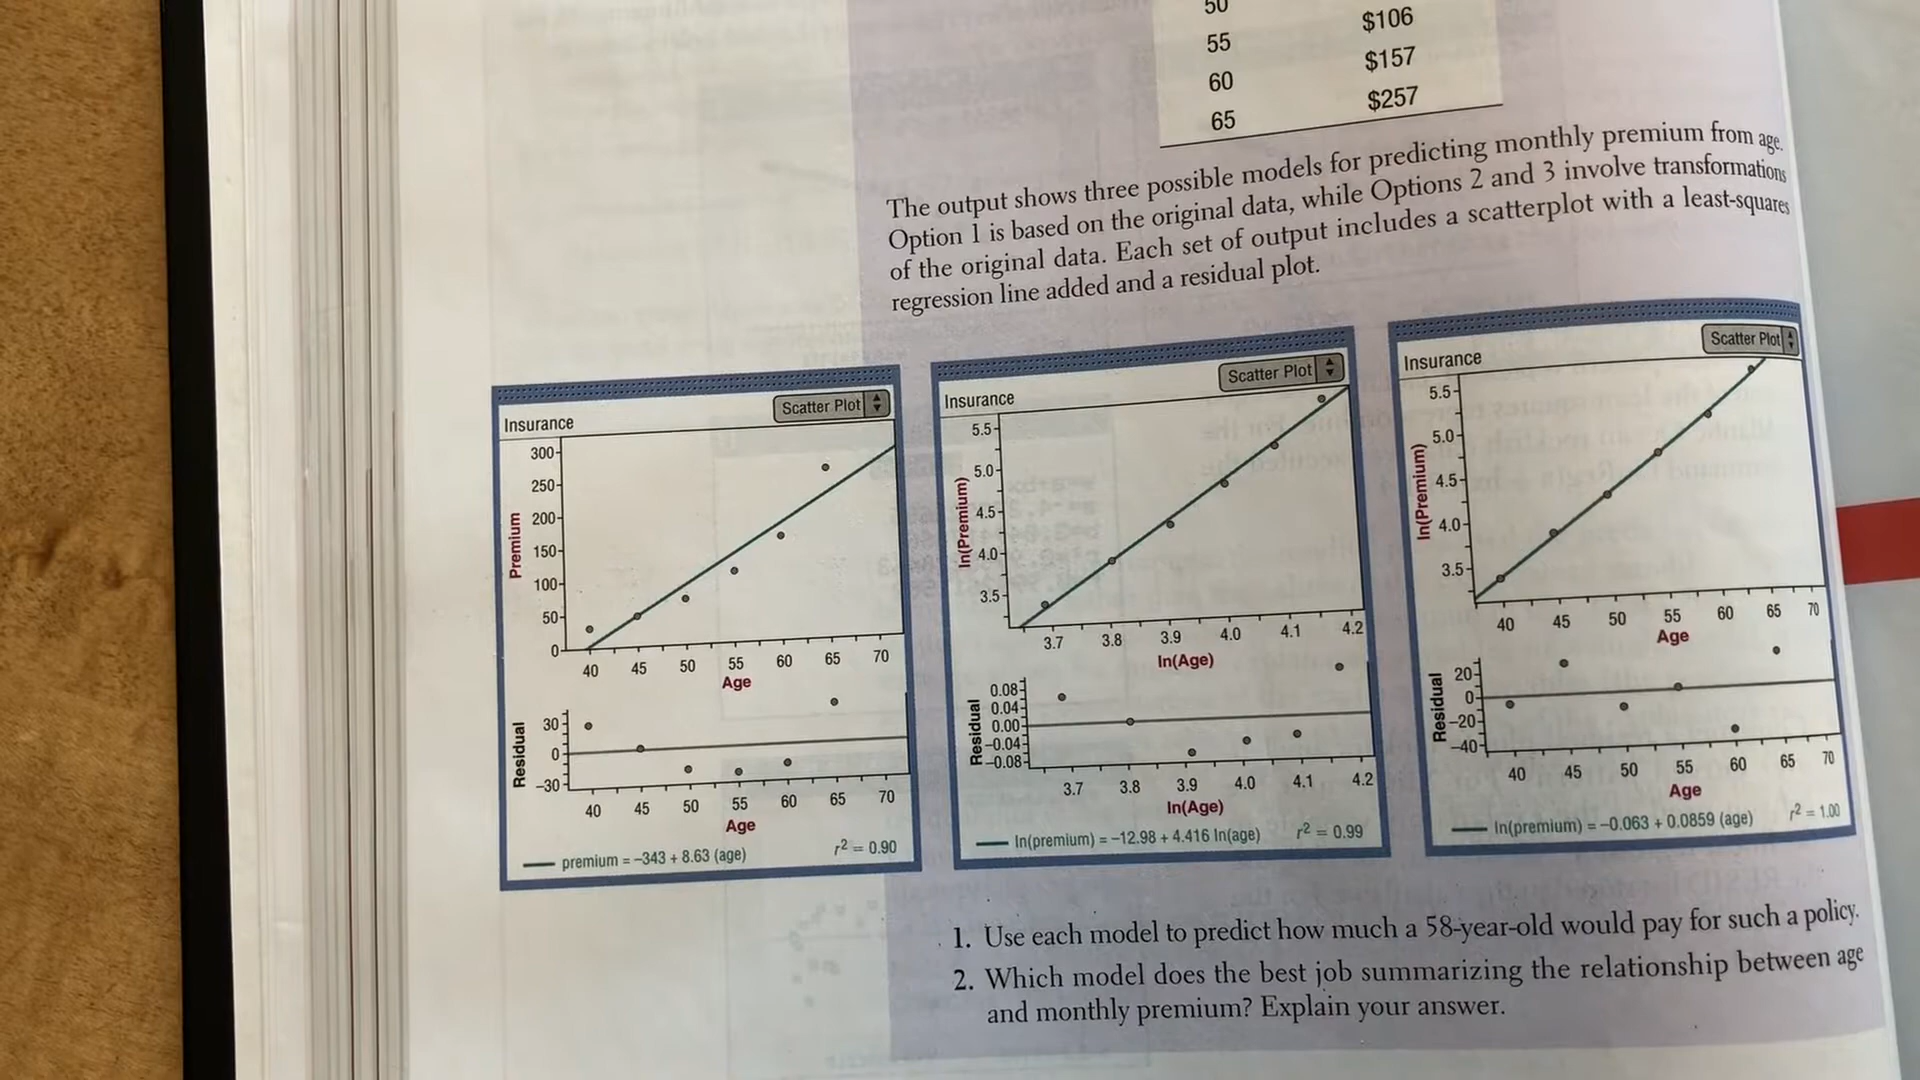 50 $106
55 $157
60 $257
65
The output shows three possible models for predicting monthly premium from age.
Option 1 is based on the original data, while Options 2 and 3 involve transformations
of the original data. Each set of output includes a scatterplot with a least-squares
regression line added and a residual plot.
Insurance
Scatter Plot
Premium
300
250
200
150
100
50
0
40 45 50 55 60 65 70
Age
Residual
30
0
-30
40 45 50 55 60 65 70
Age
premium = -343 + 8.63 (age) r2 = 0.90
Insurance
Scatter Plot
ln(Premium)
5.5
5.0
4.5
4.0
3.5
3.7 3.8 3.9 4.0 4.1 4.2
ln(Age)
Residual
0.08
0.04
0.00
-0.04
-0.08
3.7 3.8 3.9 4.0 4.1 4.2
ln(Age)
ln(premium) = -12.98 + 4.416 ln(age) r2 = 0.99
Insurance
Scatter Plot
ln(Premium)
5.5
5.0
4.5
4.0
3.5
40 45 50 55 60 65 70
Age
Residual
20
0
-20
-40
40 45 50 55 60 65 70
Age
ln(premium) = -0.063 + 0.0859 (age) r2 = 1.00
1. Use each model to predict how much a 58-year-old would pay for such a policy.
2. Which model does the best job summarizing the relationship between age
and monthly premium? Explain your answer.